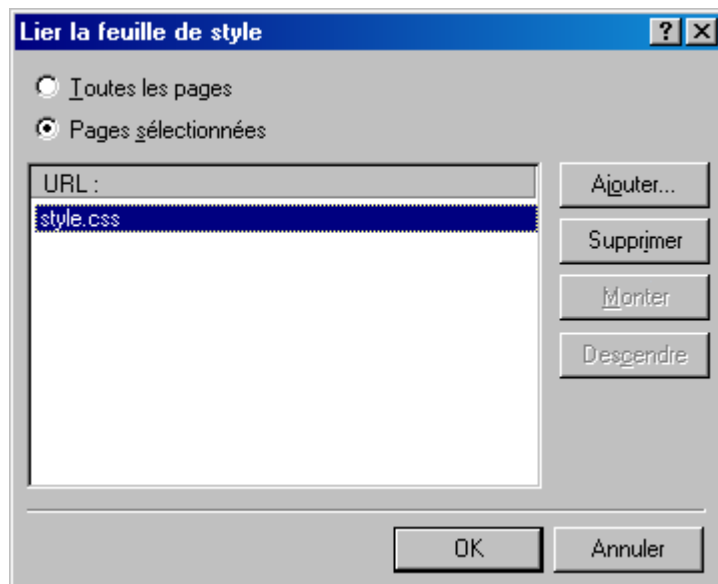 Lier la feuille de style
Toutes les pages
Pages sélectionnées
URL :
style.css
Ajouter...
Supprimer
Monter
Descendre
OK
Annuler